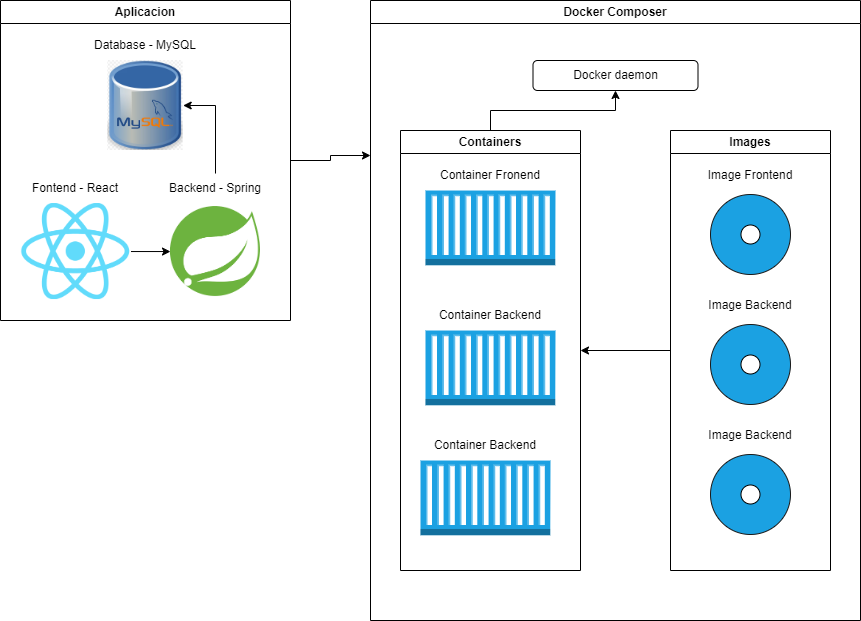 Aplicacion
Database - MySQL
MySQL
Fontend - React
Backend - Spring
Docker Composer
Docker daemon
Containers
Container Fronend
Container Backend
Container Backend
Images
Image Frontend
Image Backend
Image Backend